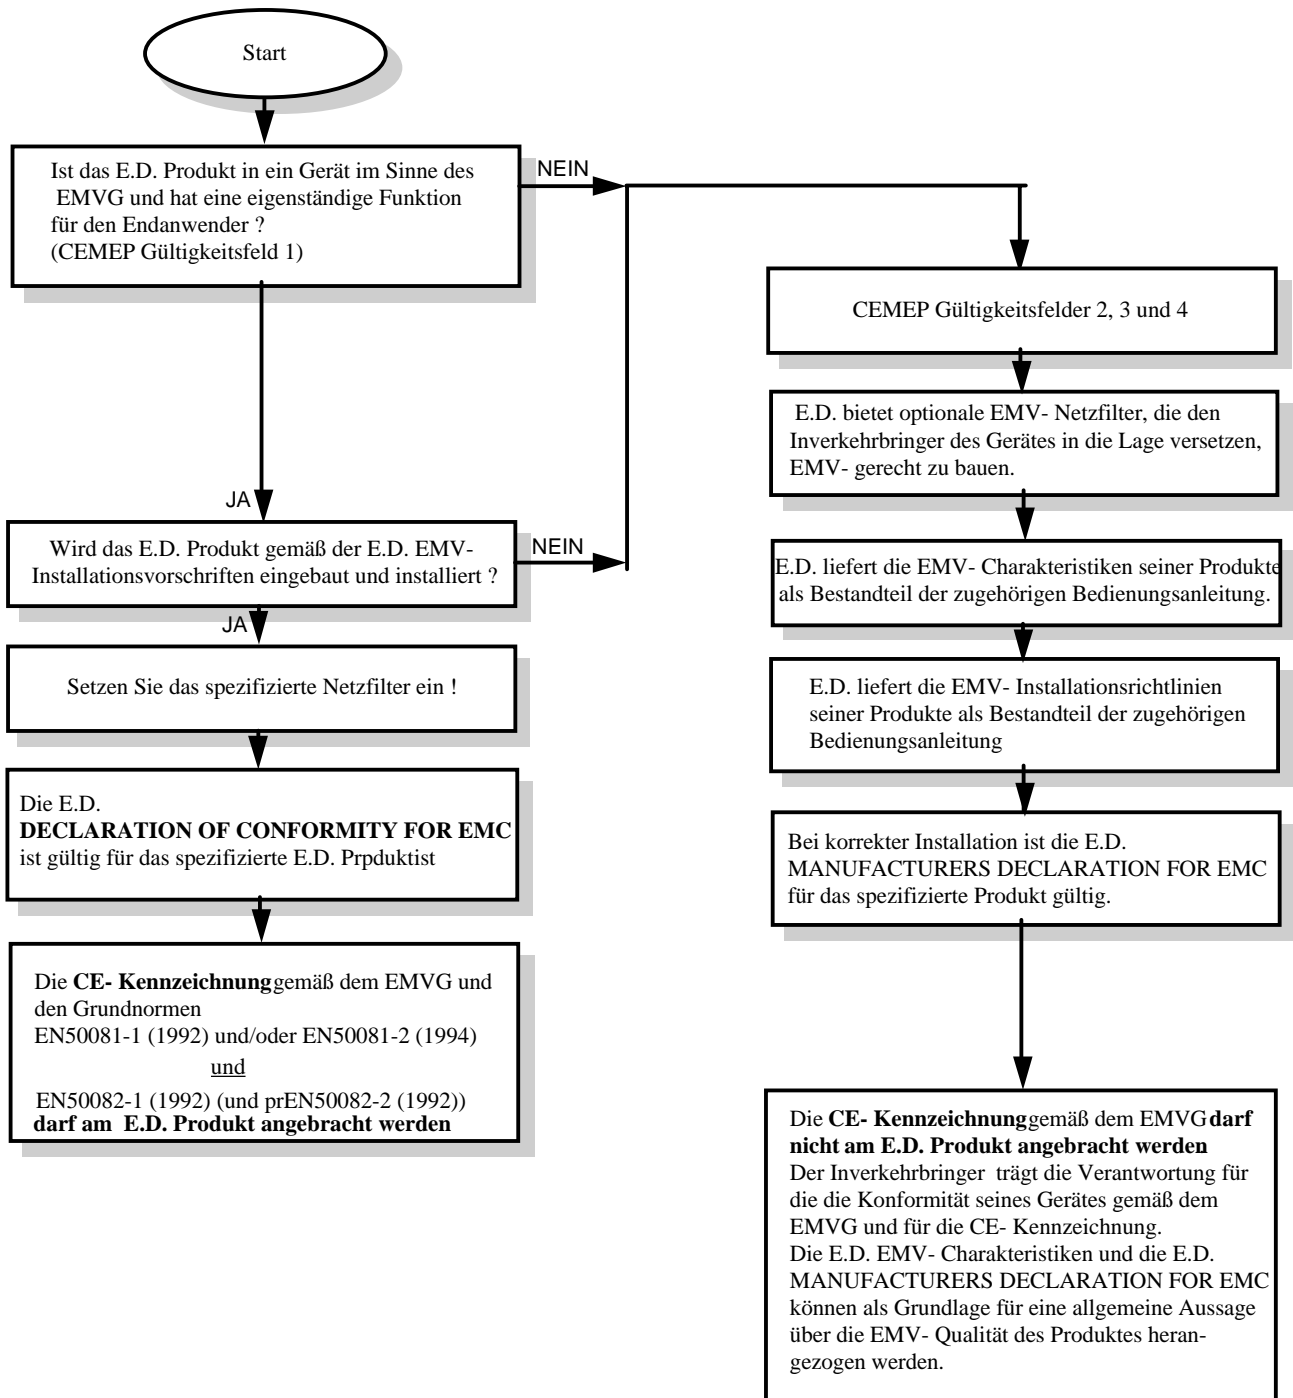 Start
Ist das E.D. Produkt in ein Gerät im Sinne des
EMVG und hat eine eigenständige Funktion
für den Endanwender ?
(CEMEP Gültigkeitsfeld 1)
NEIN
JA
Wird das E.D. Produkt gemäß der E.D. EMV-
Installationsvorschriften eingebaut und installiert ?
NEIN
JA
Setzen Sie das spezifizierte Netzfilter ein !
Die E.D.
DECLARATION OF CONFORMITY FOR EMC
ist gültig für das spezifizierte E.D. Prpduktist
Die CE- Kennzeichnung gemäß dem EMVG und
den Grundnormen
EN50081-1 (1992) und/oder EN50081-2 (1994)
und
EN50082-1 (1992) (und prEN50082-2 (1992))
darf am E.D. Produkt angebracht werden
CEMEP Gültigkeitsfelder 2, 3 und 4
E.D. bietet optionale EMV- Netzfilter, die den
Inverkehrbringer des Gerätes in die Lage versetzen,
EMV- gerecht zu bauen.
E.D. liefert die EMV- Charakteristiken seiner Produkte
als Bestandteil der zugehörigen Bedienungsanleitung.
E.D. liefert die EMV- Installationsrichtlinien
seiner Produkte als Bestandteil der zugehörigen
Bedienungsanleitung
Bei korrekter Installation ist die E.D.
MANUFACTURERS DECLARATION FOR EMC
für das spezifizierte Produkt gültig.
Die CE- Kennzeichnung gemäß dem EMVG darf
nicht am E.D. Produkt angebracht werden.
Der Inverkehrbringer trägt die Verantwortung für
die die Konformität seines Gerätes gemäß dem
EMVG und für die CE- Kennzeichnung.
Die E.D. EMV- Charakteristiken und die E.D.
MANUFACTURERS DECLARATION FOR EMC
können als Grundlage für eine allgemeine Aussage
über die EMV- Qualität des Produktes heran-
gezogen werden.